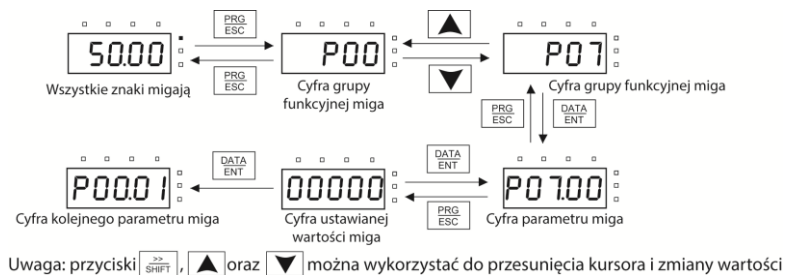 PRG
ESC
50.00
P00
P07
PRG
ESC
Wszystkie znaki migają
Cyfra grupy
funkcyjnej miga
Cyfra grupy funkcyjnej miga
PRG
ESC
DATA
ENT
DATA
ENT
DATA
ENT
P00.01
00000
P07.00
PRG
ESC
Cyfra kolejnego parametru miga
Cyfra ustawianej
wartości miga
Cyfra parametru miga
Uwaga: przyciski >> SHIFT , ▲ oraz ▼ można wykorzystać do przesunięcia kursora i zmiany wartości